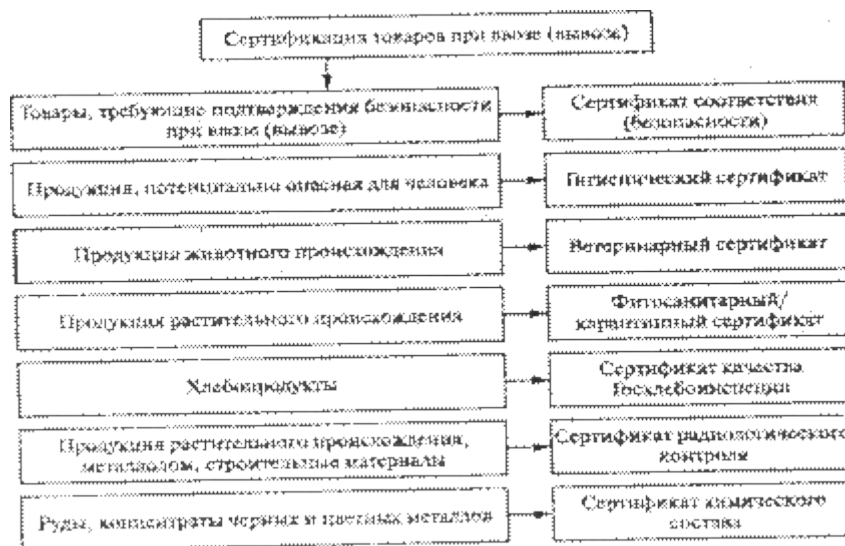 Сертификация товаров при ввозе (вывозе)
Товары, требующие подтверждения безопасности
при ввозе (вывозе)
Сертификат соответствия
(безопасности)
Продукция, потенциально опасная для человека
Гигиенический сертификат
Продукция животного происхождения
Ветеринарный сертификат
Продукция растительного происхождения
Фитосанитарный/
карантинный сертификат
Хлебопродукты
Сертификат качества
Госхлебоинспекции
Продукция растительного происхождения,
металлолом, строительные материалы
Сертификат радиологического
контроля
Руды, концентраты черных и цветных металлов
Сертификат химического
состава